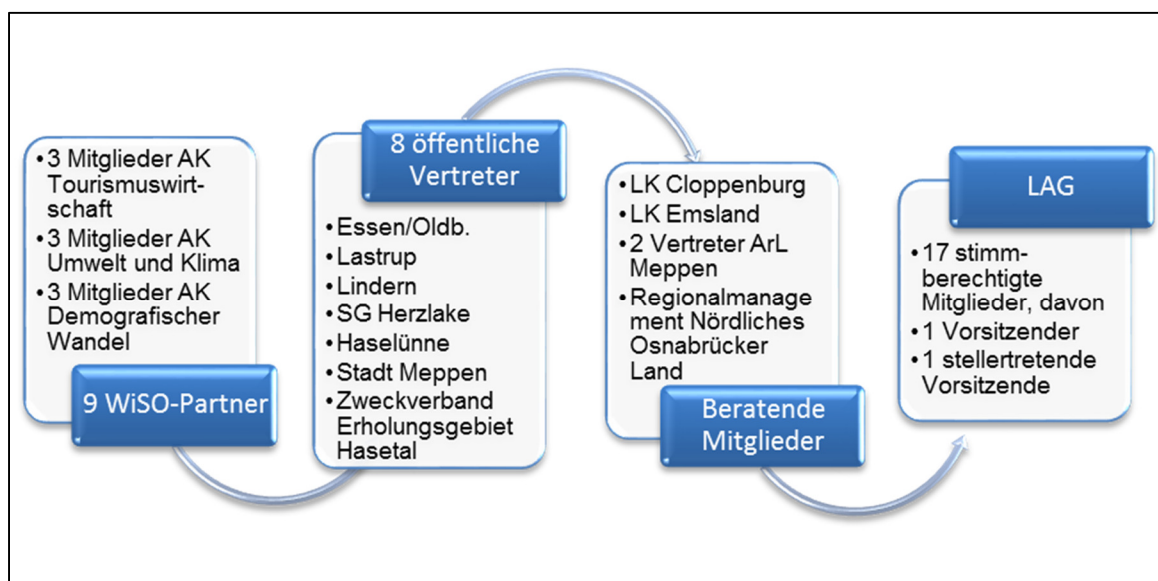 •3 Mitglieder AK
Tourismuswirt-
schaft
•3 Mitglieder AK
Umwelt und Klima
•3 Mitglieder AK
Demografischer
Wandel
9 WiSO-Partner
8 öffentliche
Vertreter
•Essen/Oldb.
•Lastrup
•Lindern
•SG Herzlake
•Haselünne
•Stadt Meppen
•Zweckverband
Erholungsgebiet
Hasetal
•LK Cloppenburg
•LK Emsland
•2 Vertreter ArL
Meppen
•Regionalmanage
ment Nördliches
Osnabrücker
Land
Beratende
Mitglieder
LAG
•17 stimm-
berechtigte
Mitglieder, davon
•1 Vorsitzender
•1 stellertretende
Vorsitzende